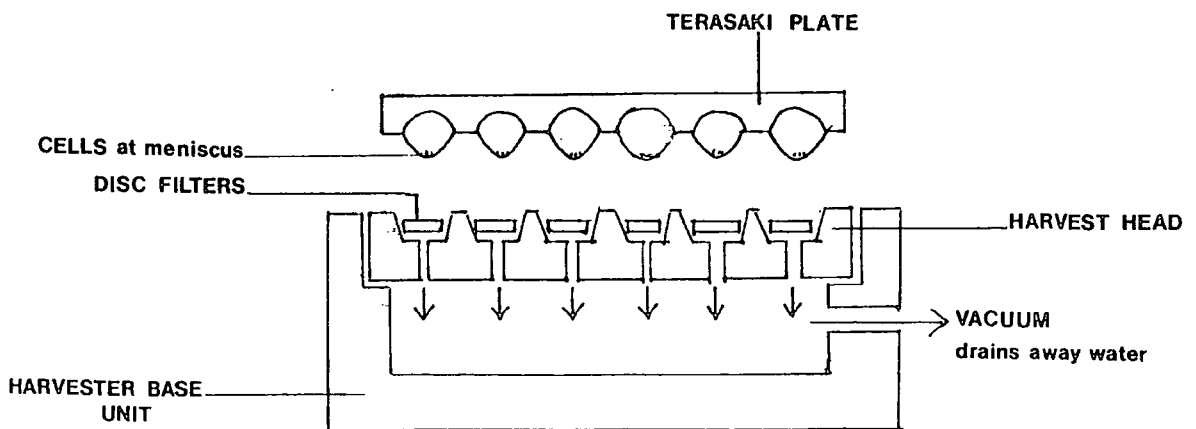 TERASAKI PLATE
CELLS at meniscus
DISC FILTERS
HARVEST HEAD
VACUUM
drains away water
HARVESTER BASE
UNIT